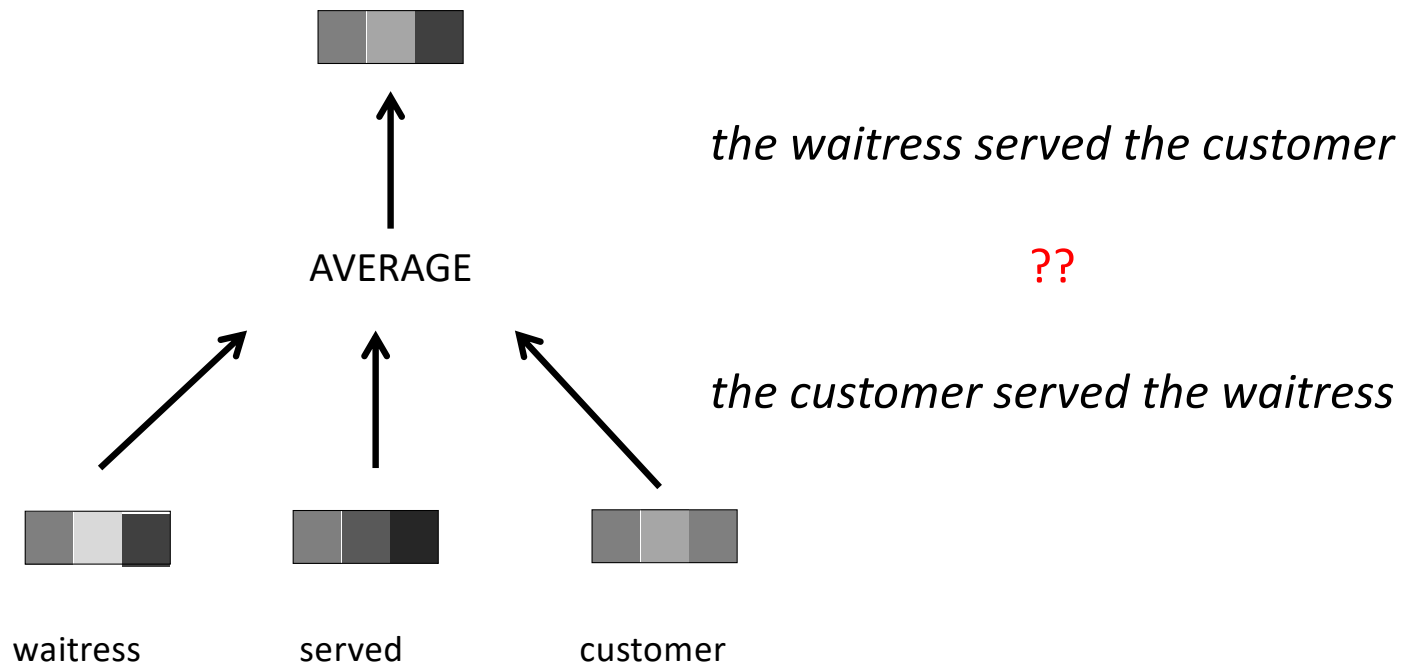 the waitress served the customer
AVERAGE
??
the customer served the waitress
waitress served customer